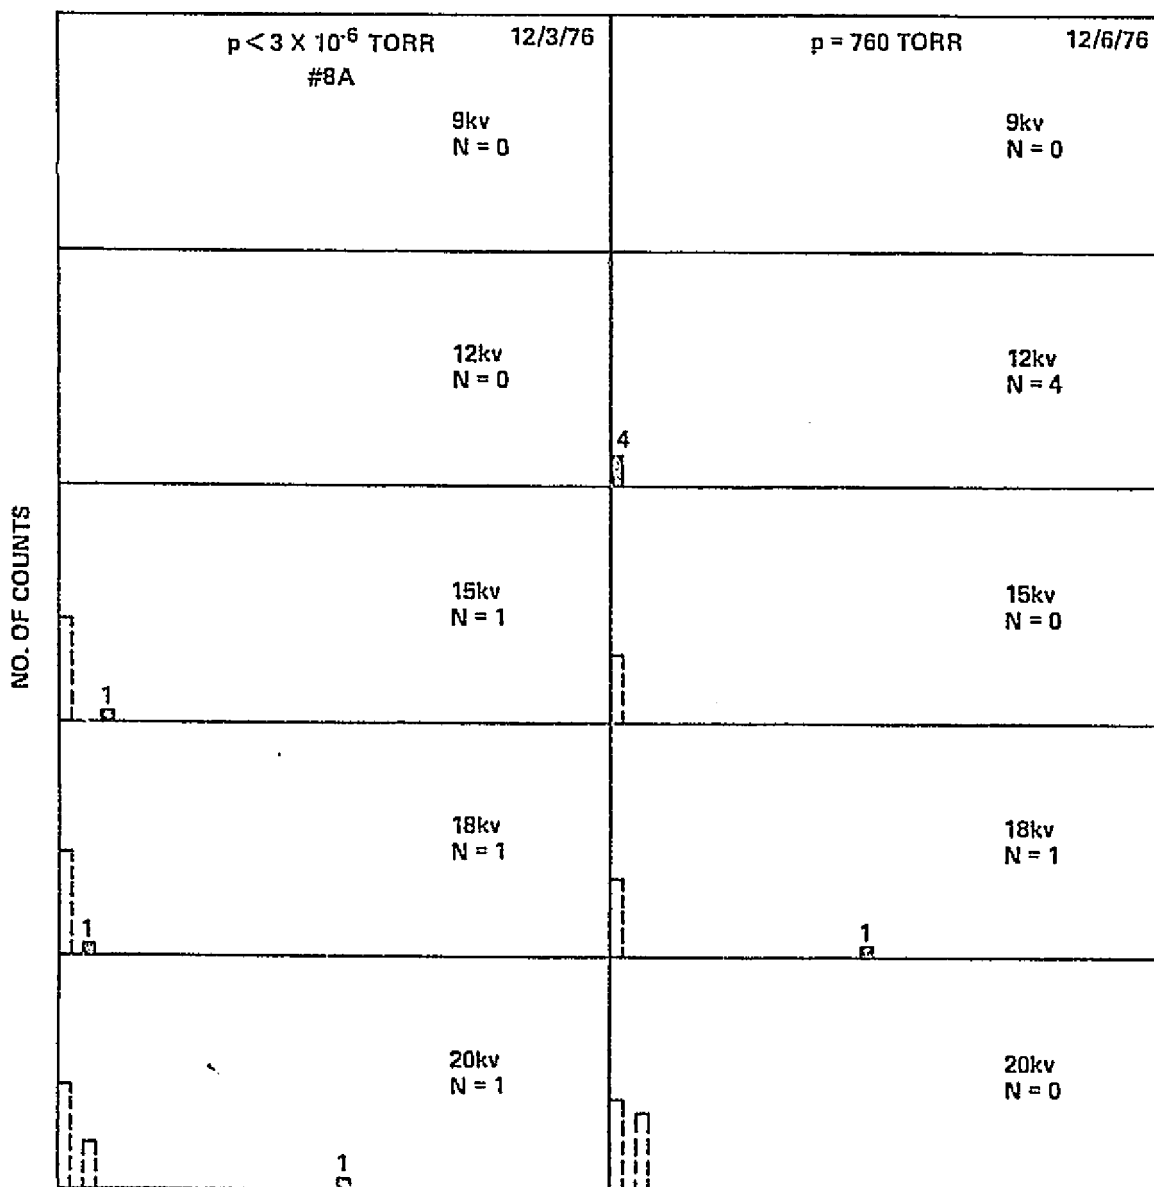 p < 3 X 10⁻⁶ TORR 12/3/76
#8A
9kv
N = 0
12kv
N = 0
15kv
N = 1
1
18kv
N = 1
1
20kv
N = 1
1
p = 760 TORR 12/6/76
9kv
N = 0
12kv
N = 4
4
15kv
N = 0
18kv
N = 1
1
20kv
N = 0
NO. OF COUNTS